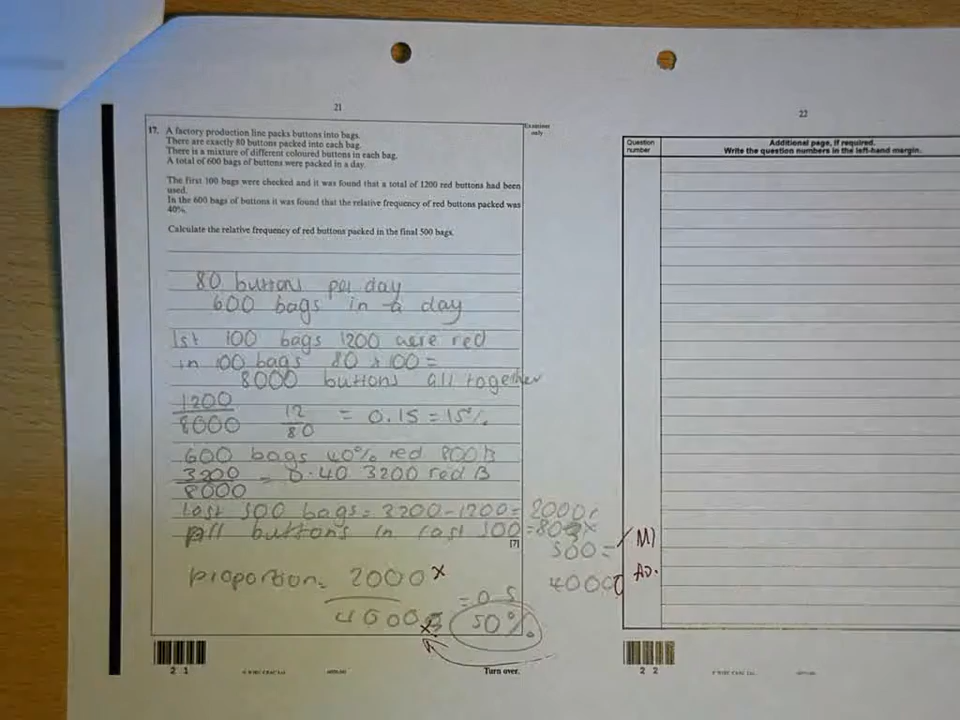 21
17. A factory production line packs buttons into bags.
There are exactly 80 buttons packed into each bag.
There is a mixture of different coloured buttons in each bag.
A total of 600 bags of buttons were packed in a day.
The first 100 bags were checked and it was found that a total of 1200 red buttons had been
used.
In the 600 bags of buttons it was found that the relative frequency of red buttons packed was
40%.
Calculate the relative frequency of red buttons packed in the final 500 bags.
Examiner
only
80 buttons per day
600 bags in a day
1st 100 bags 1200 were red
in 100 bags 80 x 100 =
8000 buttons all together
1200
8000
12
80
= 0.15 = 15%
600 bags 40% red 800B
3200
8000
= 0.40 3200 red B
Last 500 bags = 3200-1200 = 2000r
all buttons in last 500 = 80 x
500 =
40000
[7]
M1
A0.
proportion = 2000 x
4000
= 0.5
50%
2 1
Turn over.
22
Question
number
Additional page, if required.
Write the question numbers in the left-hand margin.
2 2